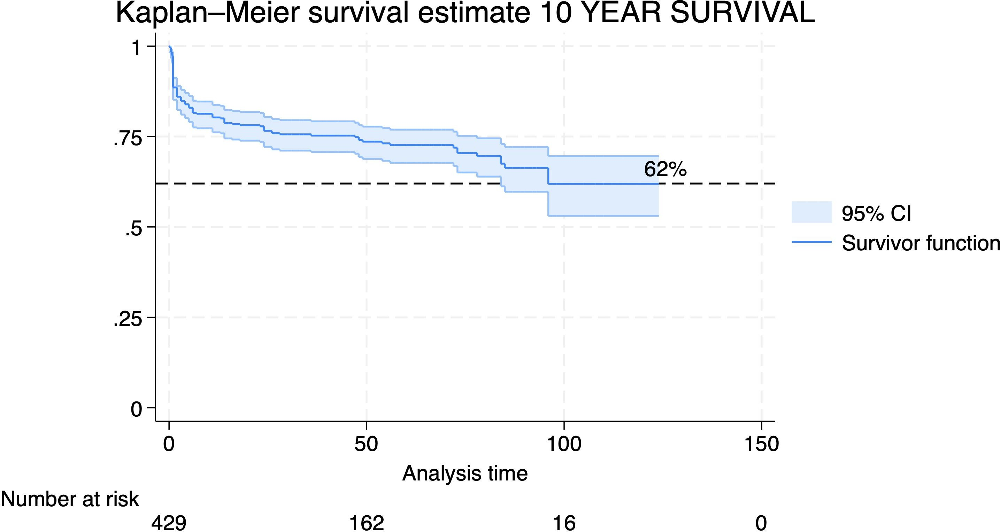 Kaplan–Meier survival estimate 10 YEAR SURVIVAL
1
.75
.5
.25
0
62%
95% CI
Survivor function
0 50 100 150
Analysis time
Number at risk
429 162 16 0